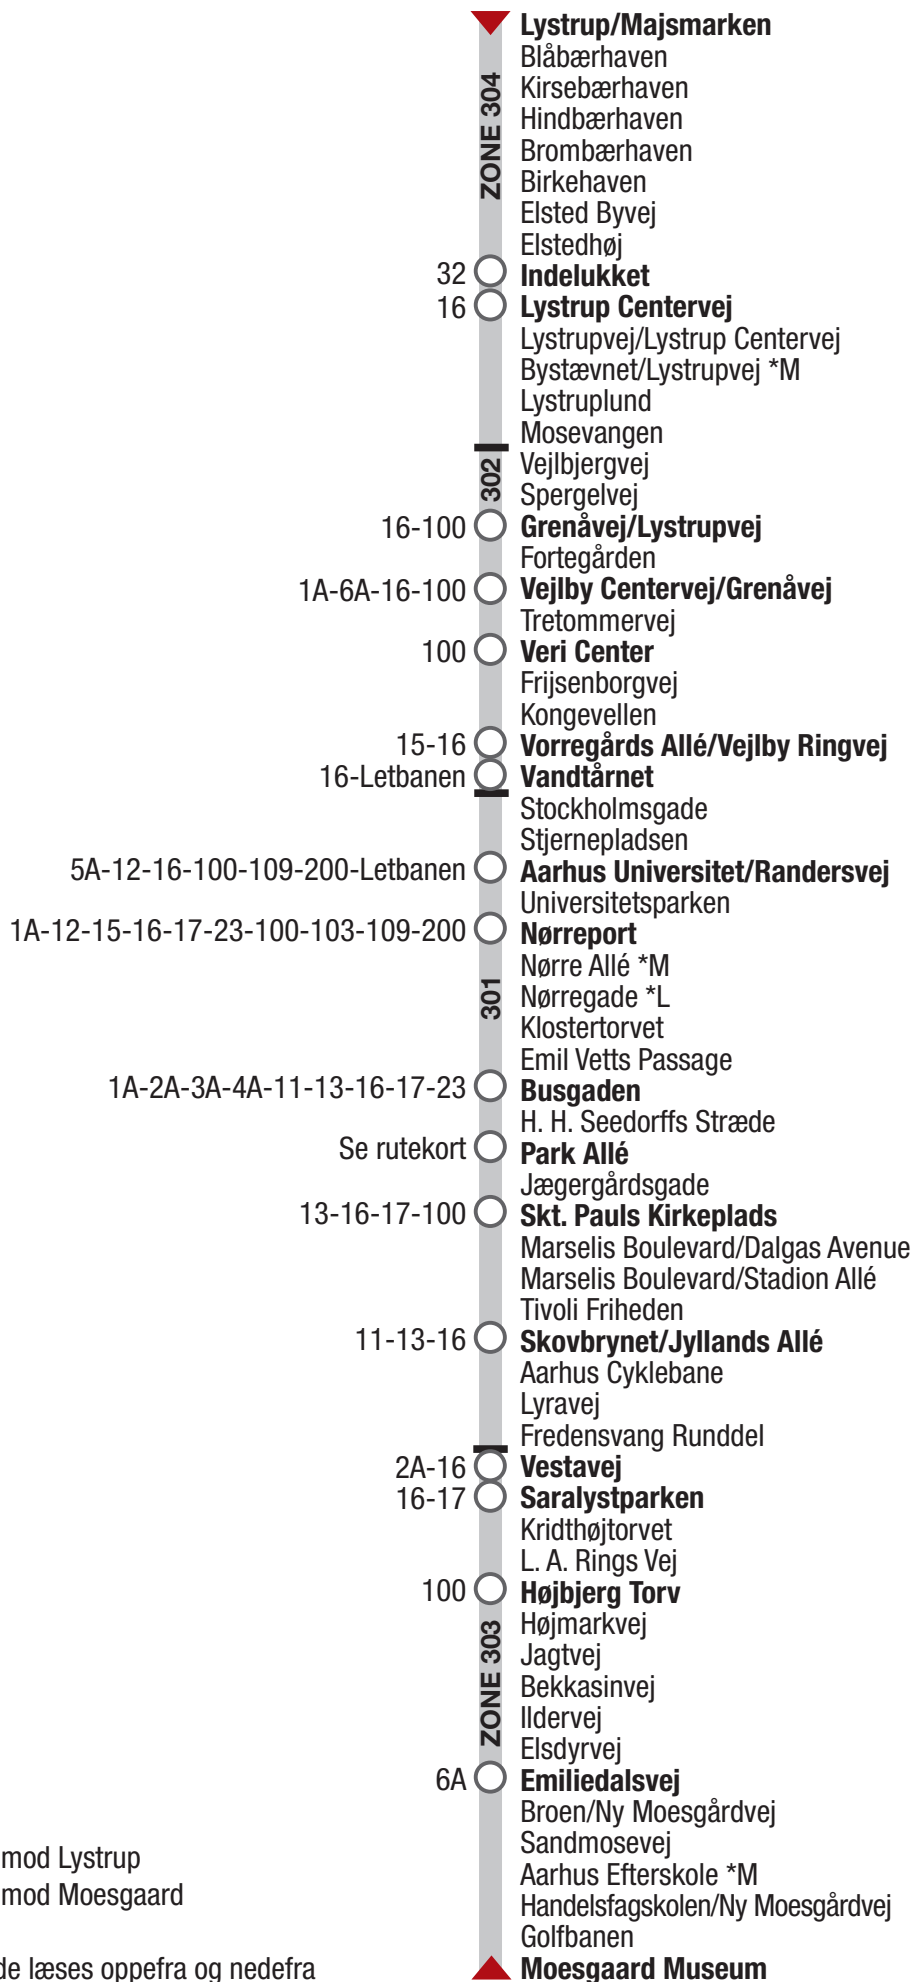 Lystrup/Majsmarken
Blåbærhaven
Kirsebærhaven
Hindbærhaven
Brombærhaven
Birkehaven
Elsted Byvej
Elstedhøj
ZONE 304
32 Indelukket
16 Lystrup Centervej
Lystrupvej/Lystrup Centervej
Bystævnet/Lystrupvej *M
Lystruplund
Mosevangen
302
Vejlbjergvej
Spergelvej
16-100 Grenåvej/Lystrupvej
Fortegården
1A-6A-16-100 Vejlby Centervej/Grenåvej
Tretommervej
100 Veri Center
Frijsenborgvej
Kongevellen
15-16 Vorregårds Allé/Vejlby Ringvej
16-Letbanen Vandtårnet
Stockholmsgade
Stjernepladsen
5A-12-16-100-109-200-Letbanen Aarhus Universitet/Randersvej
Universitetsparken
1A-12-15-16-17-23-100-103-109-200 Nørreport
Nørre Allé *M
301
Nørregade *L
Klostertorvet
Emil Vetts Passage
1A-2A-3A-4A-11-13-16-17-23 Busgaden
H. H. Seedorffs Stræde
Se rutekort Park Allé
Jægergårdsgade
13-16-17-100 Skt. Pauls Kirkeplads
Marselis Boulevard/Dalgas Avenue
Marselis Boulevard/Stadion Allé
Tivoli Friheden
11-13-16 Skovbrynet/Jyllands Allé
Aarhus Cyklebane
Lyravej
Fredensvang Runddel
2A-16 Vestavej
16-17 Saralystparken
Kridthøjtorvet
L. A. Rings Vej
100 Højbjerg Torv
ZONE 303
Højmarkvej
Jagtvej
Bekkasinvej
Ildervej
Elsdyrvej
6A Emiliedalsvej
Broen/Ny Moesgårdvej
Sandmosevej
Aarhus Efterskole *M
Handelsfagskolen/Ny Moesgårdvej
Golfbanen
Moesgaard Museum
mod Lystrup
mod Moesgaard
de læses oppefra og nedefra